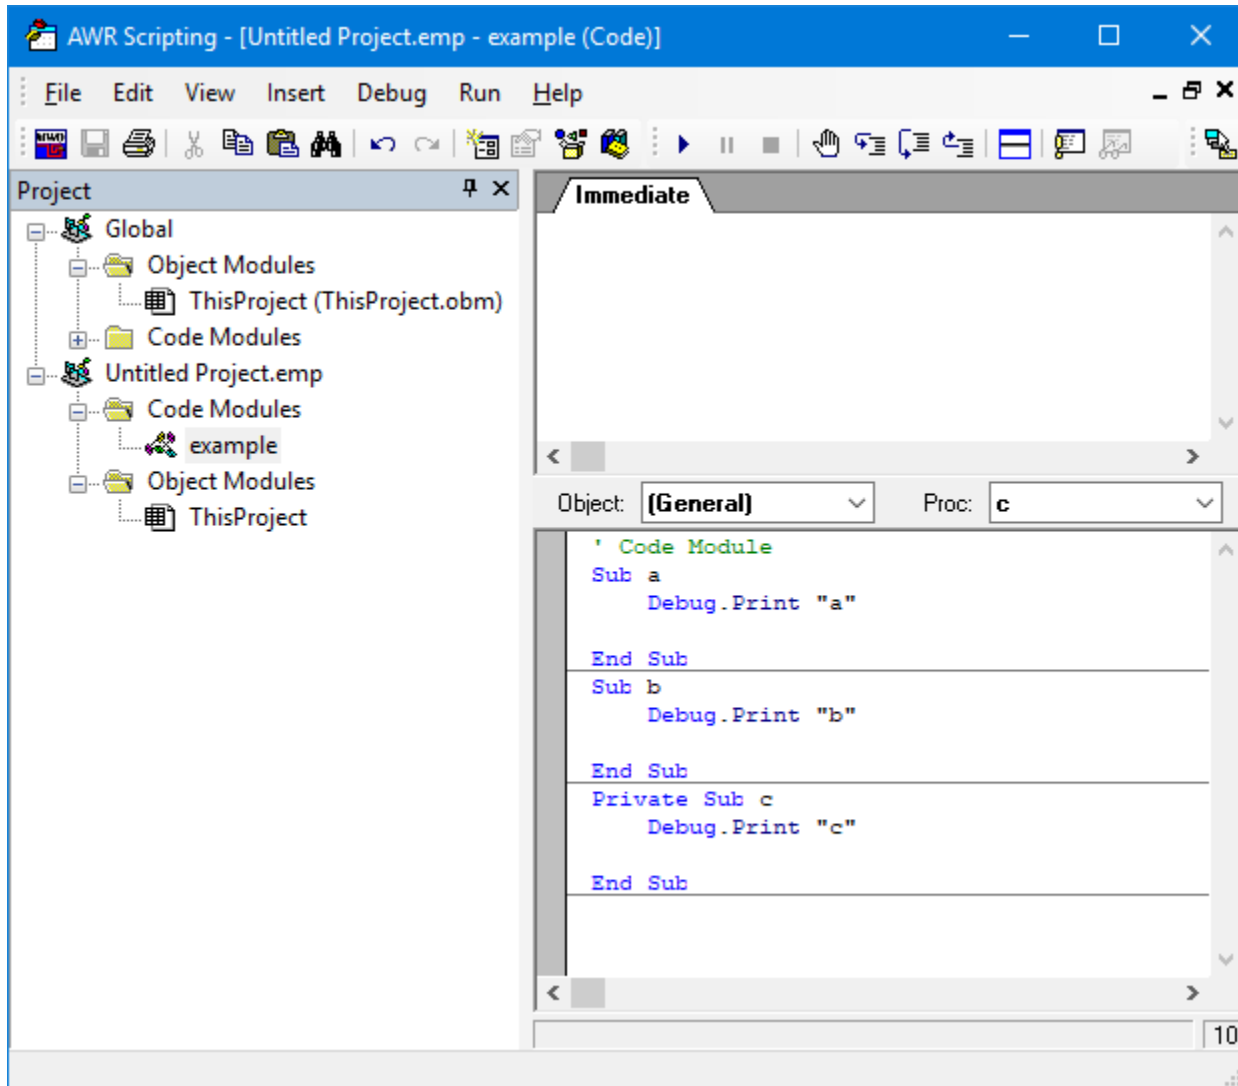 AWR Scripting - [Untitled Project.emp - example (Code)]
File Edit View Insert Debug Run Help
Project
Global
Object Modules
ThisProject (ThisProject.obm)
Code Modules
Untitled Project.emp
Code Modules
example
Object Modules
ThisProject
Immediate
Object: (General) Proc: c
' Code Module
Sub a
Debug.Print "a"
End Sub
Sub b
Debug.Print "b"
End Sub
Private Sub c
Debug.Print "c"
End Sub
10